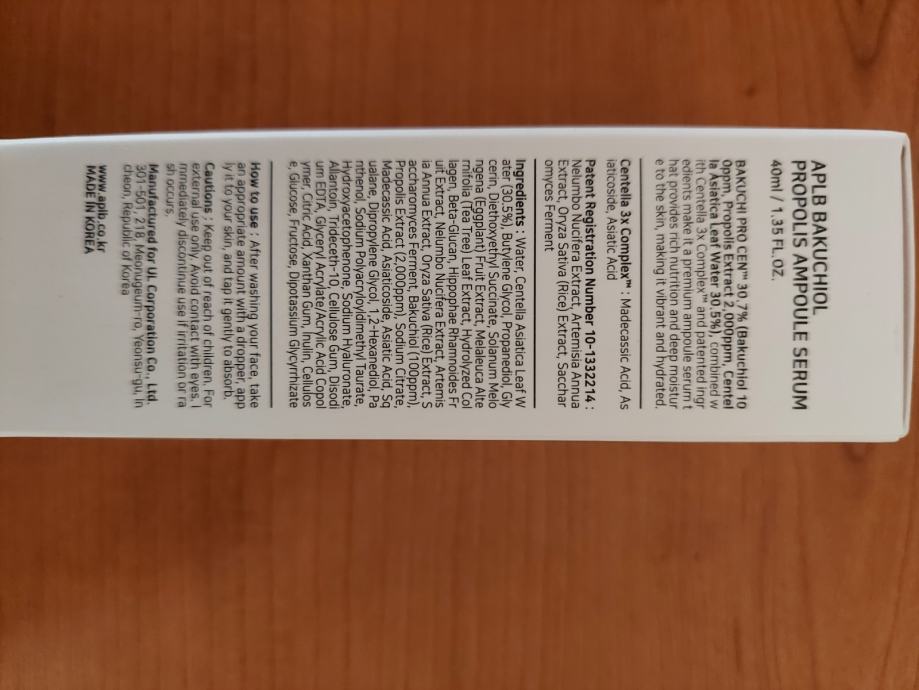 APLB BAKUCHIOL
PROPOLIS AMPOULE SERUM
40ml / 1.35 FL.OZ.
BAKUCHI PRO CEN™ 30.7% (Bakuchiol 10
0ppm, Propolis Extract 2,000ppm, Centel
la Asiatica Leaf Water 30.5%), combined w
ith Centella 3x Complex™ and patented ingr
edients make it a premium ampoule serum t
hat provides rich nutrition and deep moistur
e to the skin, making it vibrant and hydrated.
Centella 3x Complex™ : Madecassic Acid, As
iaticoside, Asiatic Acid
Patent Registration Number 10-1332214 :
Nelumbo Nucifera Extract, Artemisia Annua
Extract, Oryza Sativa (Rice) Extract, Sacchar
omyces Ferment
Ingredients : Water, Centella Asiatica Leaf W
ater (30.5%), Butylene Glycol, Propanediol, Gly
cerin, Diethoxyethyl Succinate, Solanum Melo
ngena (Eggplant) Fruit Extract, Melaleuca Alte
rnifolia (Tea Tree) Leaf Extract, Hydrolyzed Col
lagen, Beta-Glucan, Hippophae Rhamnoides Fr
uit Extract, Nelumbo Nucifera Extract, Artemis
ia Annua Extract, Oryza Sativa (Rice) Extract, S
accharomyces Ferment, Bakuchiol (100ppm),
Propolis Extract (2,000ppm), Sodium Citrate,
Madecassic Acid, Asiaticoside, Asiatic Acid, Sq
ualane, Dipropylene Glycol, 1,2-Hexanediol, Pa
nthenol, Sodium Polyacryloyldimethyl Taurate,
Hydroxyacetophenone, Sodium Hyaluronate,
Allantoin, Trideceth-10, Cellulose Gum, Disodi
um EDTA, Glyceryl Acrylate/Acrylic Acid Copol
ymer, Citric Acid, Xanthan Gum, Inulin, Cellulos
e, Glucose, Fructose, Dipotassium Glycyrrhizate
How to use : After washing your face, take
an appropriate amount with a dropper, app
ly it to your skin, and tap it gently to absorb.
Cautions : Keep out of reach of children. For
external use only. Avoid contact with eyes. I
mmediately discontinue use if irritation or ra
sh occurs.
Manufactured for UL Corporation Co., Ltd.
301-501, 218, Meonugeum-ro, Yeonsu-gu, In
cheon, Republic of Korea
www.aplb.co.kr
MADE IN KOREA